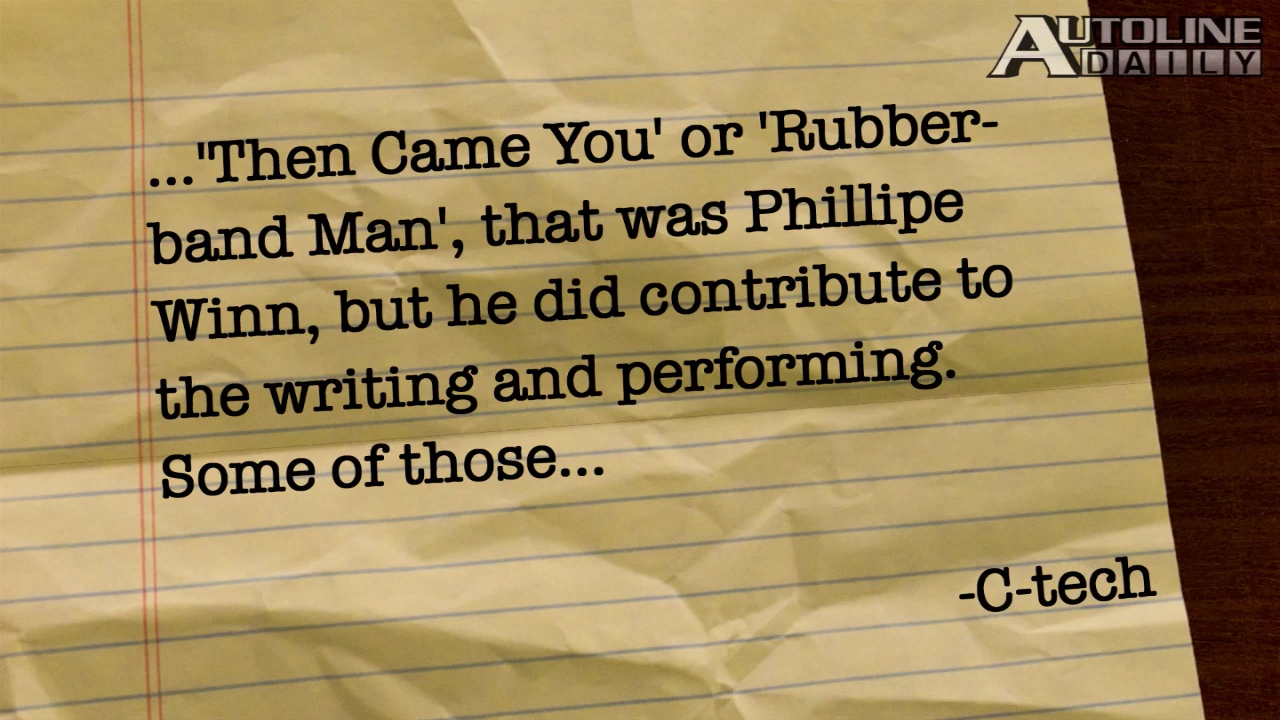 AUTOLINE
DAILY
...'Then Came You' or 'Rubber-
band Man', that was Phillipe
Winn, but he did contribute to
the writing and performing.
Some of those...
-C-tech